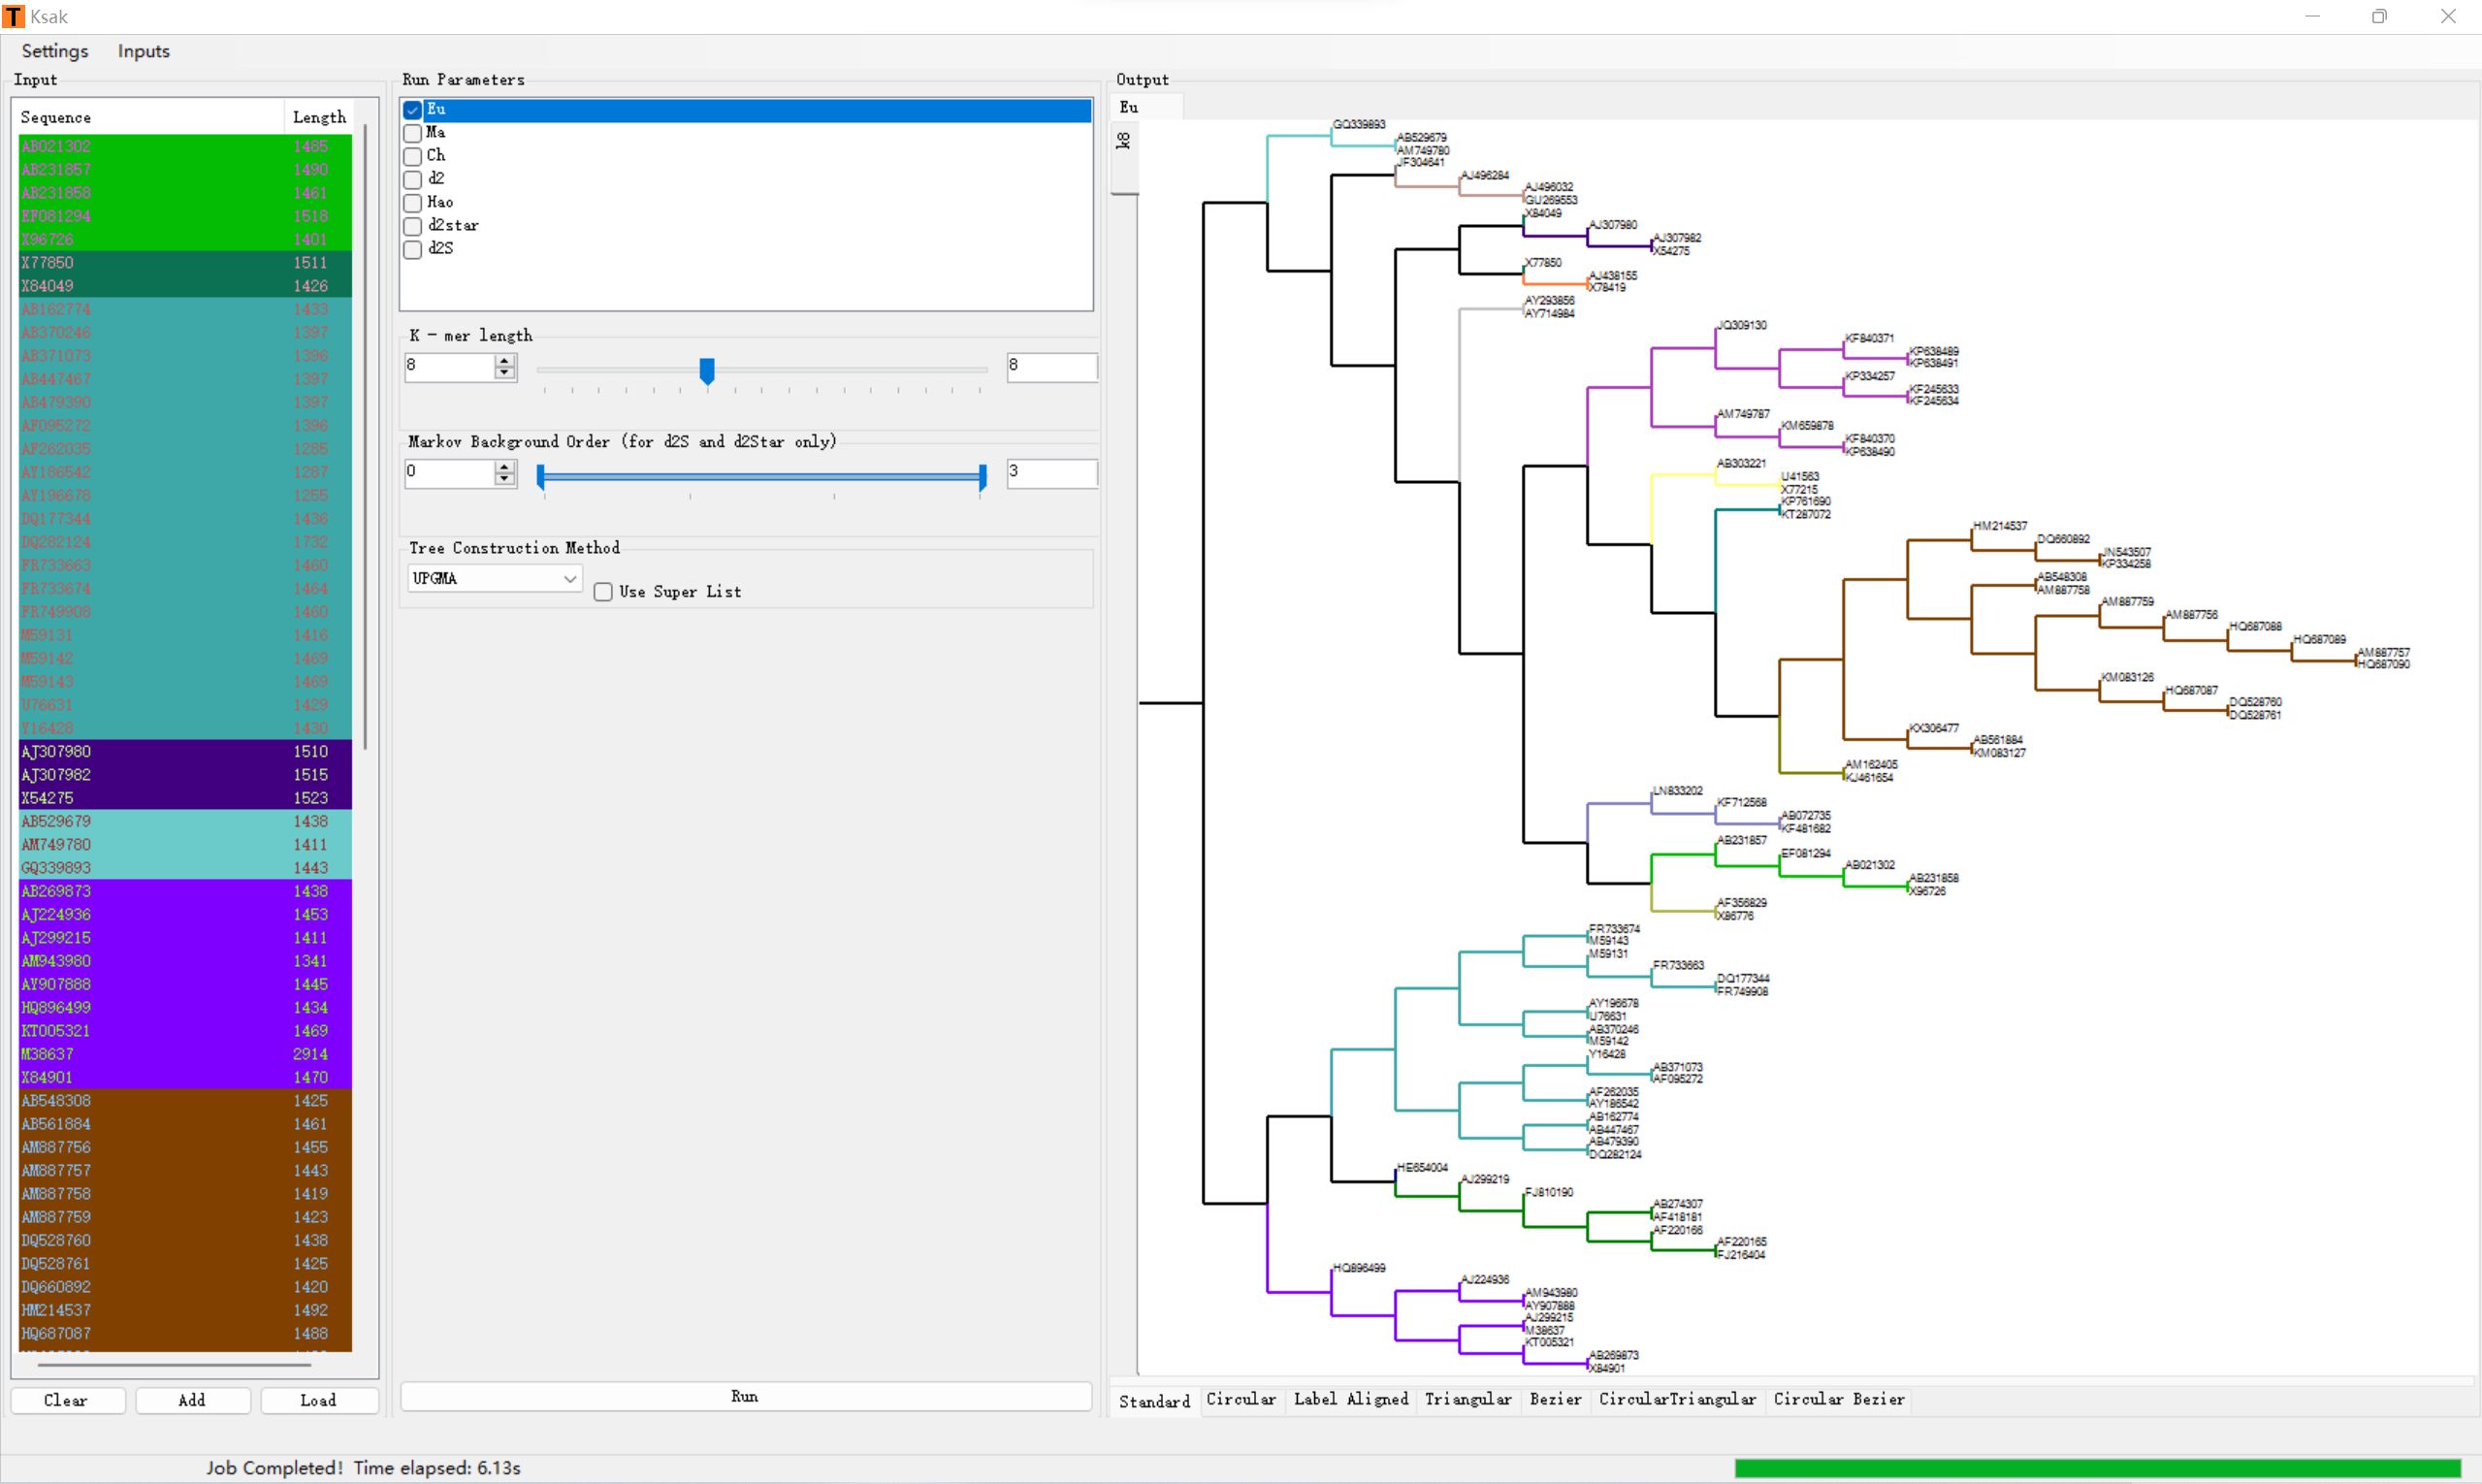 Ksak
Settings Inputs
Input
Sequence Length
AB021302 1485
AB231857 1490
AB231858 1461
EF081294 1518
X96726 1401
X77850 1511
X84049 1426
AB162774 1433
AB370246 1397
AB371073 1396
AB447467 1397
AB479390 1397
AF095272 1396
AF262035 1285
AY186542 1287
AY196678 1255
DQ177344 1436
DQ282124 1732
FR733663 1460
FR733674 1464
FR749908 1460
M59131 1416
M59142 1469
M59143 1469
U76631 1429
Y16428 1430
AJ307980 1510
AJ307982 1515
X54275 1523
AB529679 1438
AM749780 1411
GQ339893 1443
AB269873 1438
AJ224936 1453
AJ299215 1411
AM943980 1341
AY907888 1445
HQ896499 1434
KT005321 1469
M38637 2914
X84901 1470
AB548308 1425
AB561884 1461
AM887756 1455
AM887757 1443
AM887758 1419
AM887759 1423
DQ528760 1438
DQ528761 1425
DQ660892 1420
HM214537 1492
HQ687087 1488
Clear Add Load
Run Parameters
Eu
Ma
Ch
d2
Hao
d2star
d2S
K - mer length
8 8
Markov Background Order (for d2S and d2Star only)
0 3
Tree Construction Method
UPGMA
Use Super List
Run
Output
Eu
k8
GQ339893
AB529679
AM749780
JF304641
AJ496284
AJ496032
GU269553
X84049
AJ307980
AJ307982
X54275
X77850
AJ438155
X78419
AY293856
AY714984
JQ309130
KF840371
KP638489
KP638491
KP334257
KF245633
KF245634
AM749787
KM659878
KF840370
KP638490
AB303221
U41563
X77215
KP761690
KT287072
HM214537
DQ660892
JN543507
KP334258
AB548308
AM887758
AM887759
AM887756
HQ687088
HQ687089
AM887757
HQ687090
KM083126
HQ687087
DQ528760
DQ528761
KX306477
AB561884
KM083127
AM162405
KJ461654
LN833202
KF712568
AB072735
KF481682
AB231857
EF081294
AB021302
AB231858
X96726
AF356829
X86776
FR733674
M59143
M59131
FR733663
DQ177344
FR749908
AY196678
U76631
AB370246
M59142
Y16428
AB371073
AF095272
AF262035
AY186542
AB162774
AB447467
AB479390
DQ282124
HE654004
AJ299219
FJ810190
AB274307
AF418181
AF220166
AF220165
FJ216404
HQ896499
AJ224936
AM943980
AY907888
AJ299215
M38637
KT005321
AB269873
X84901
Standard Circular Label Aligned Triangular Bezier CircularTriangular Circular Bezier
Job Completed! Time elapsed: 6.13s